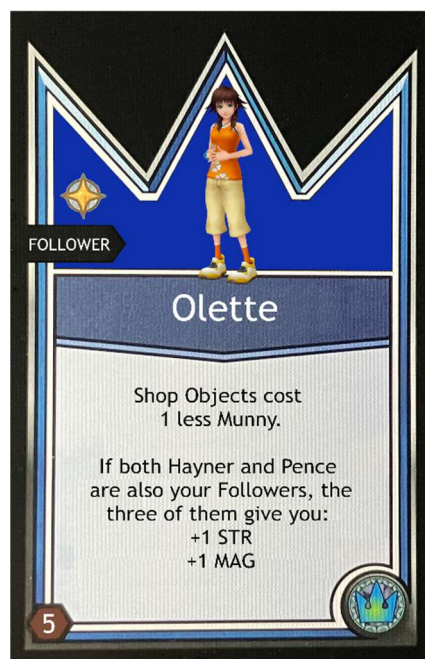 FOLLOWER
Olette
Shop Objects cost
1 less Munny.
If both Hayner and Pence
are also your Followers, the
three of them give you:
+1 STR
+1 MAG
5